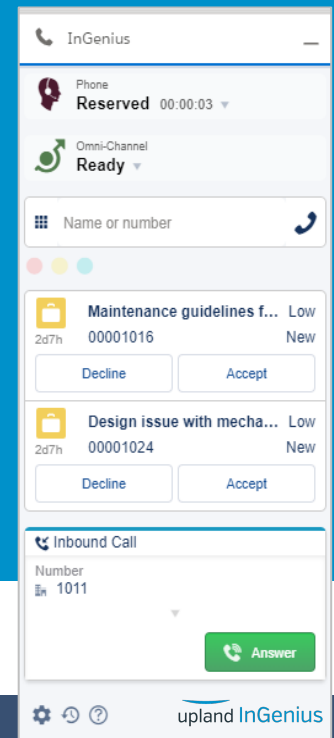 InGenius
Phone
Reserved 00:00:03
Omni-Channel
Ready
Name or number
Maintenance guidelines f... Low
2d7h 00001016 New
Decline Accept
Design issue with mecha... Low
2d7h 00001024 New
Decline Accept
Inbound Call
Number
1011
Answer
upland InGenius